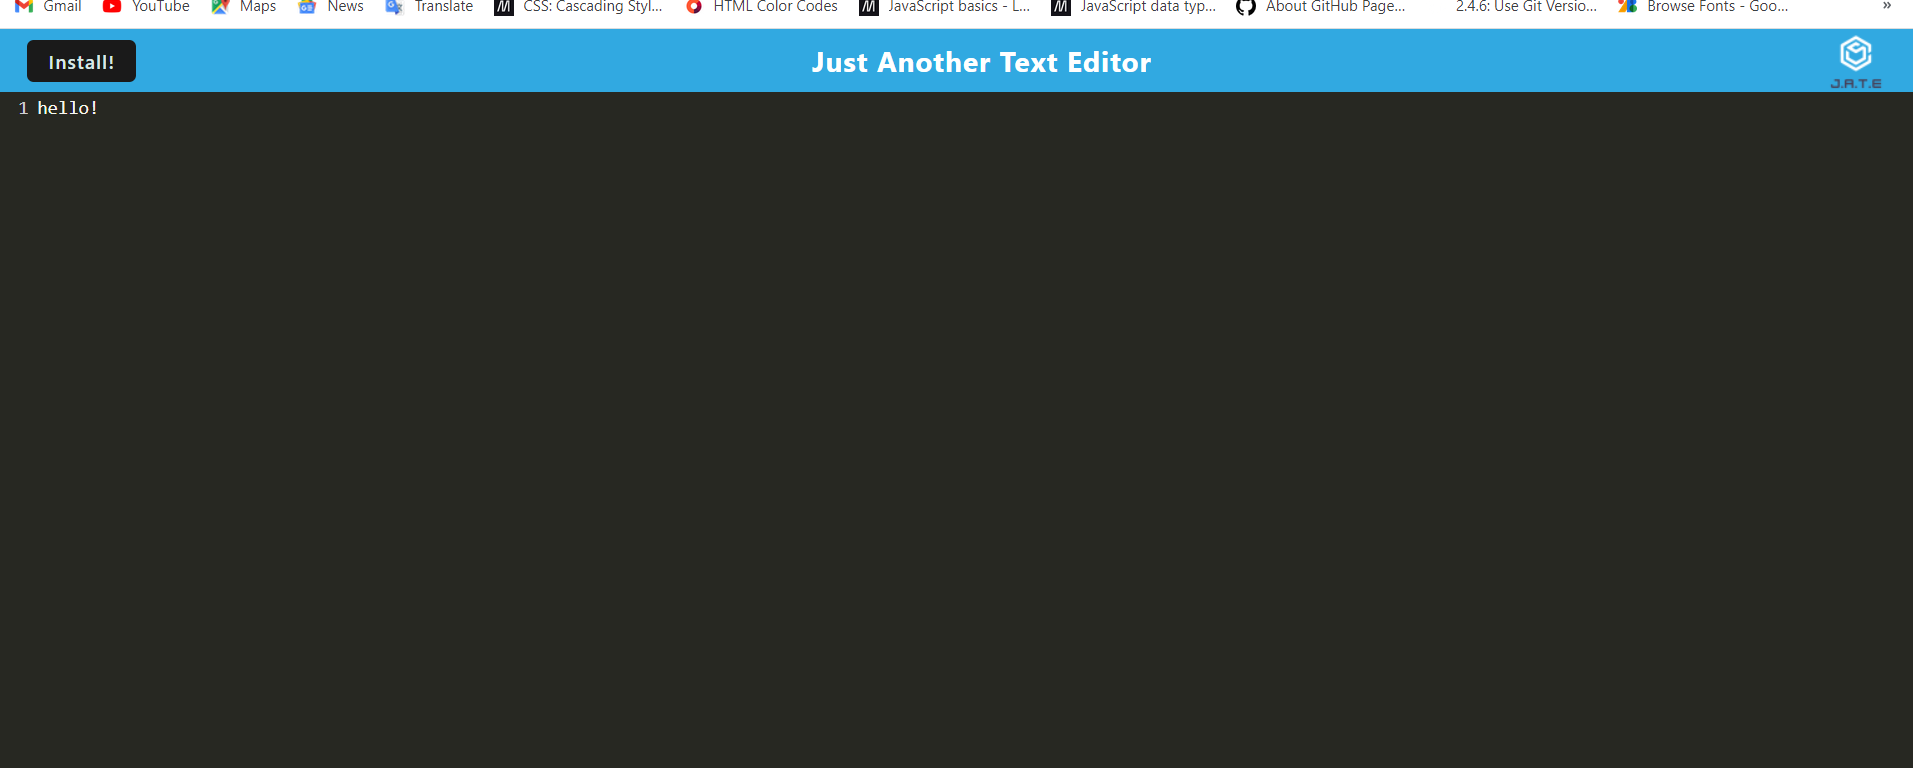 Gmail YouTube Maps News Translate CSS: Cascading Styl... HTML Color Codes JavaScript basics - L... JavaScript data typ... About GitHub Page... 2.4.6: Use Git Versio... Browse Fonts - Goo... »
Install! Just Another Text Editor
J.A.T.E
1 hello!